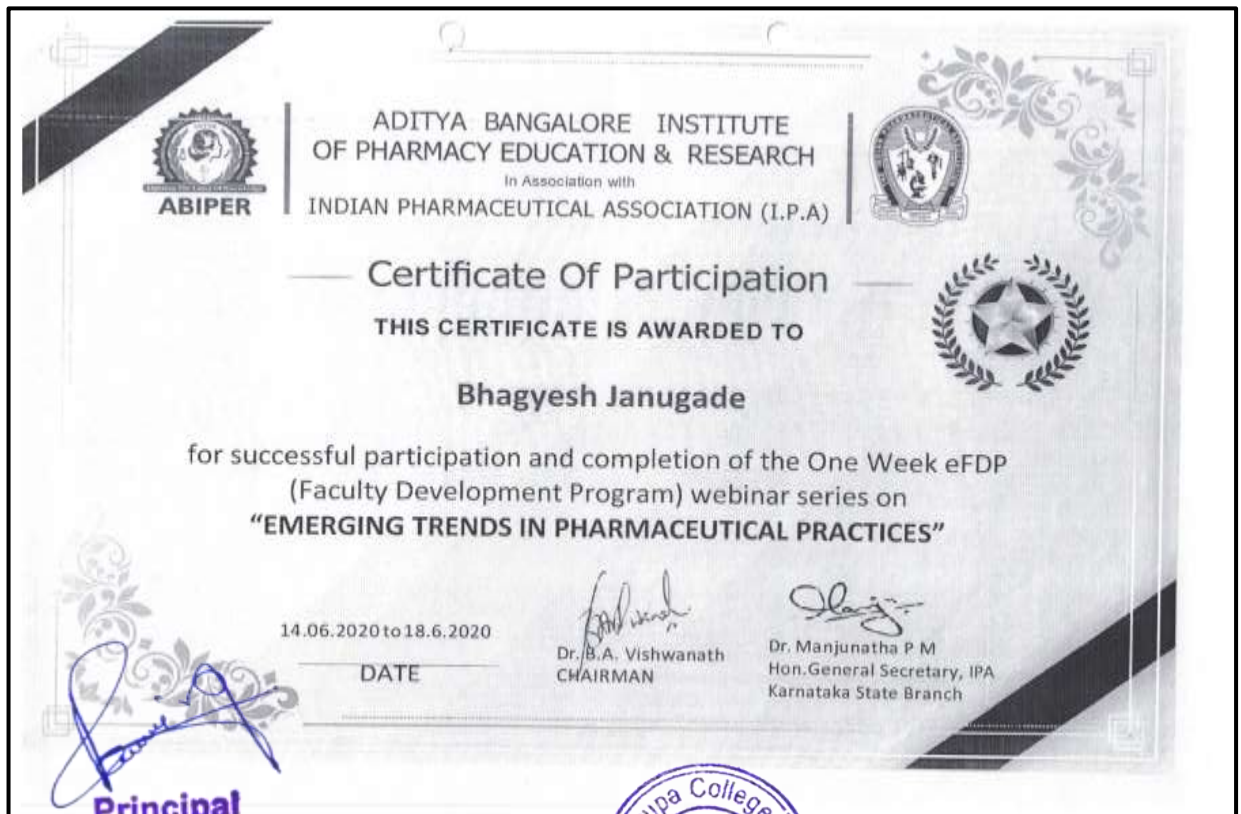 ADITYA BANGALORE INSTITUTE
OF PHARMACY EDUCATION & RESEARCH
In Association with
INDIAN PHARMACEUTICAL ASSOCIATION (I.P.A)
ABIPER
Certificate Of Participation
THIS CERTIFICATE IS AWARDED TO
Bhagyesh Janugade
for successful participation and completion of the One Week eFDP
(Faculty Development Program) webinar series on
“EMERGING TRENDS IN PHARMACEUTICAL PRACTICES”
14.06.2020to18.6.2020
DATE
Dr. B.A. Vishwanath
CHAIRMAN
Dr. Manjunatha P M
Hon.General Secretary, IPA
Karnataka State Branch
Principal
College